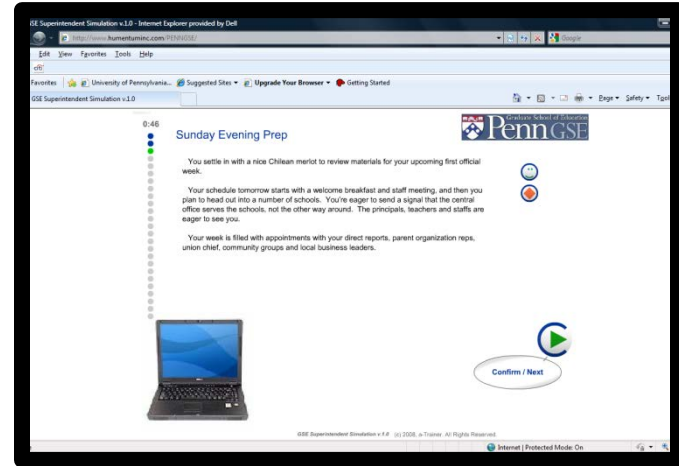 GSE Superintendent Simulation v.1.0 - Internet Explorer provided by Dell
http://www.humentuminc.com/PENNGSE/
Google
Edit View Favorites Tools Help
Favorites University of Pennsylvania... Suggested Sites Upgrade Your Browser Getting Started
GSE Superintendent Simulation v.1.0
Page Safety Tool
0:46
Sunday Evening Prep
Graduate School of Education
Penn GSE
You settle in with a nice Chilean merlot to review materials for your upcoming first official
week.
Your schedule tomorrow starts with a welcome breakfast and staff meeting, and then you
plan to head out into a number of schools. You're eager to send a signal that the central
office serves the schools, not the other way around. The principals, teachers and staffs are
eager to see you.
Your week is filled with appointments with your direct reports, parent organization reps,
union chief, community groups and local business leaders.
Confirm / Next
GSE Superintendent Simulation v 1.0 (c) 2008, e-Trainer. All Rights Reserved.
Internet | Protected Mode: On